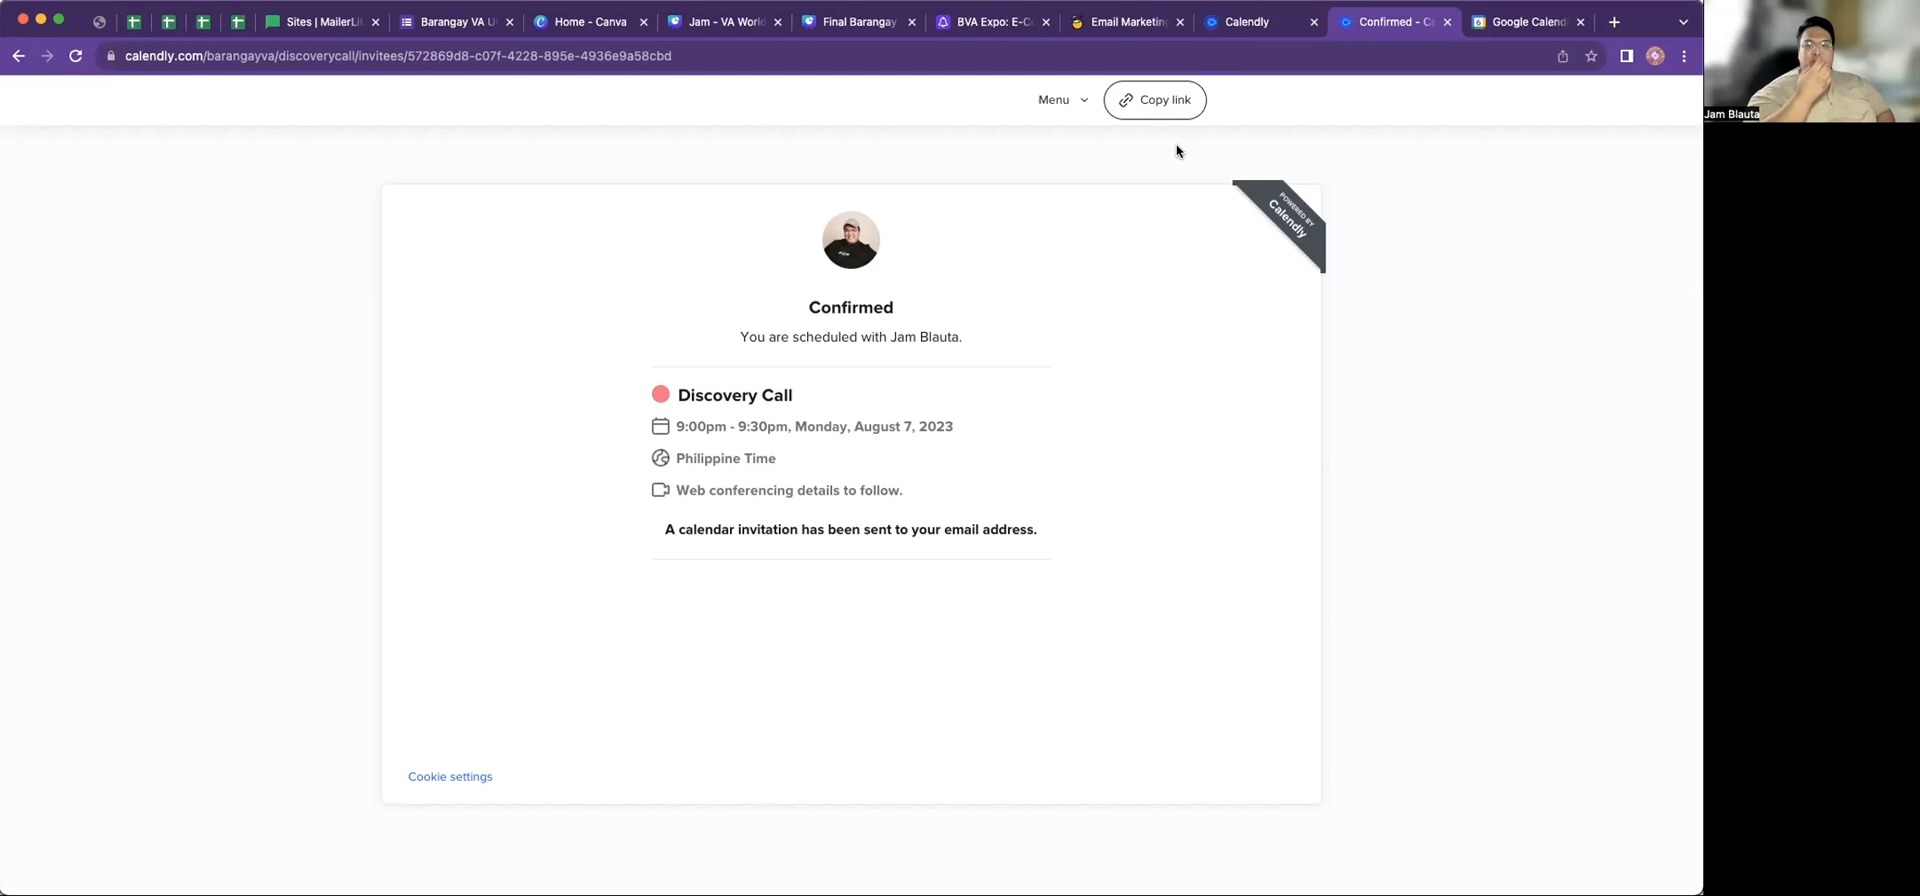 Sites | MailerLit
Barangay VA U
Home - Canva
Jam - VA World
Final Barangay
BVA Expo: E-C
Email Marketin
Calendly
Confirmed - Ca
Google Calend
calendly.com/barangayva/discoverycall/invitees/572869d8-c07f-4228-895e-4936e9a58cbd
Jam Blauta
Menu
Copy link
POWERED BY
Calendly
Confirmed
You are scheduled with Jam Blauta.
Discovery Call
9:00pm - 9:30pm, Monday, August 7, 2023
Philippine Time
Web conferencing details to follow.
A calendar invitation has been sent to your email address.
Cookie settings